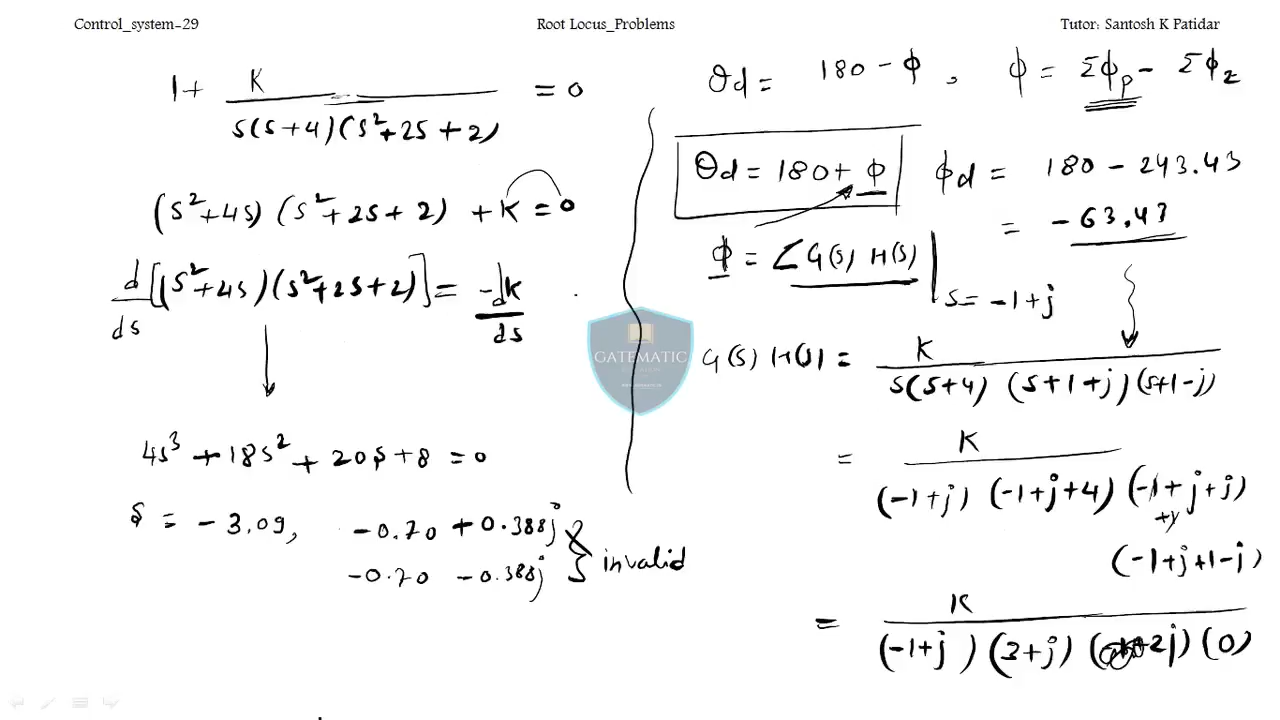 Control_system-29 Root Locus_Problems Tutor: Santosh K Patidar
1 + K / s(s+4)(s²+2s+2) = 0
(s²+4s)(s²+2s+2) + K = 0
d/ds [(s²+4s)(s²+2s+2)] = -dK/ds
4s³ + 18s² + 20s + 8 = 0
s = -3.09, -0.70 + 0.388j
-0.70 - 0.388j } invalid
θd = 180 - ϕ , ϕ = Σϕp - Σϕz
θd = 180 + ϕ
ϕd = 180 - 243.43
= -63.43
ϕ = ∠G(s) H(s) | s = -1+j
G(s) H(s) = K / s(s+4) (s+1+j)(s+1-j)
= K / (-1+j) (-1+j+4) (-1+j+j) (-1+j+1-j)
+1
= K / (-1+j) (3+j) (2j) (0)
GATEMATIC